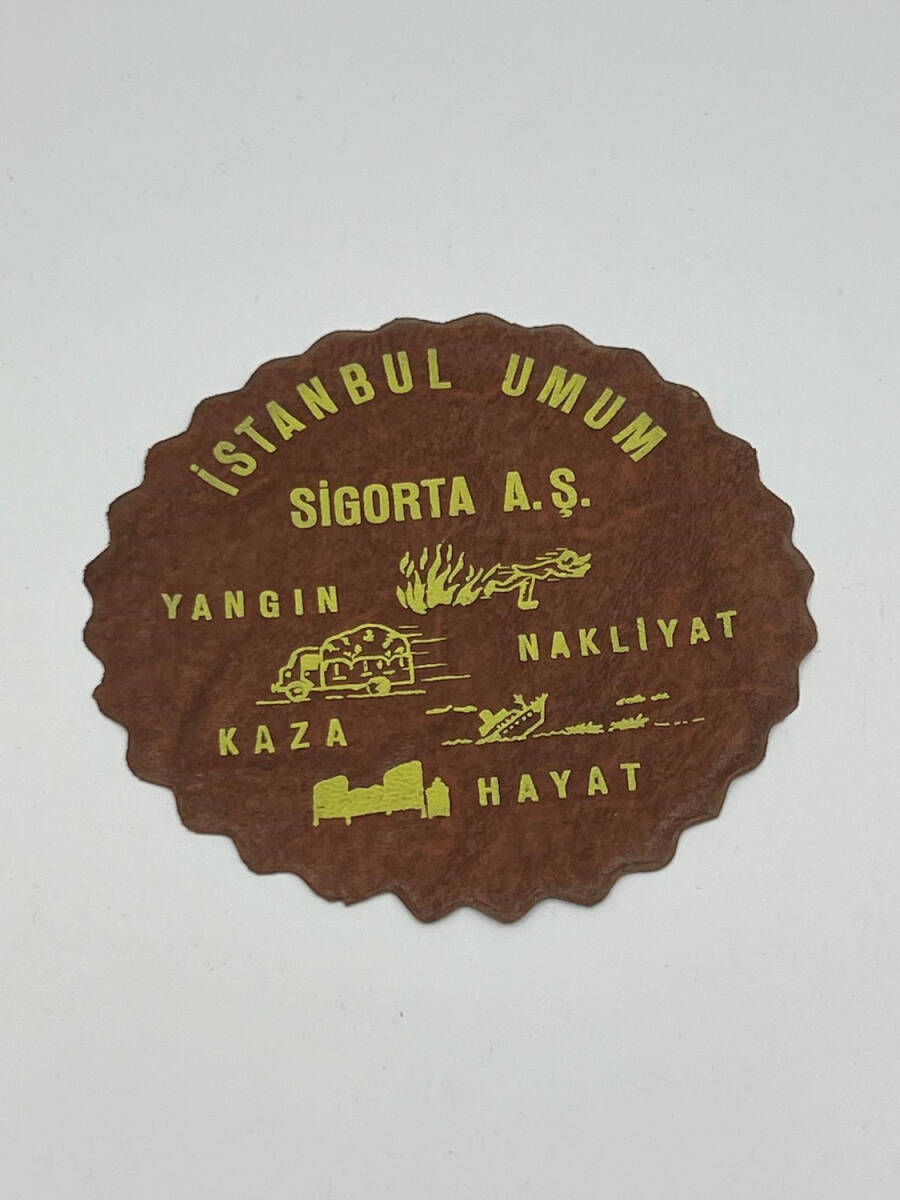 İSTANBUL UMUM
SİGORTA A.Ş.
YANGIN
NAKLİYAT
KAZA
HAYAT